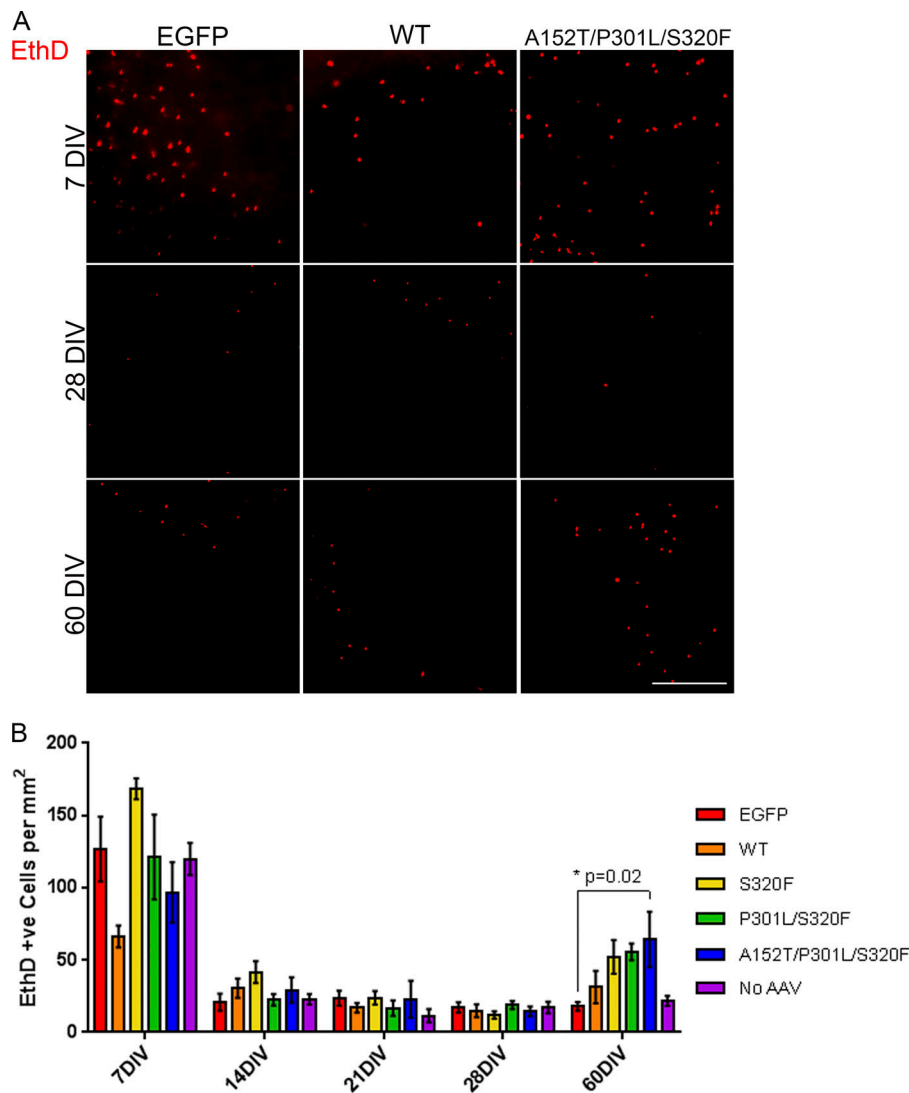 A
EthD
EGFP
WT
A152T/P301L/S320F
7 DIV
28 DIV
60 DIV
B
EthD +ve Cells per mm²
200
150
100
50
0
7DIV
14DIV
21DIV
28DIV
60DIV
* p=0.02
EGFP
WT
S320F
P301L/S320F
A152T/P301L/S320F
No AAV